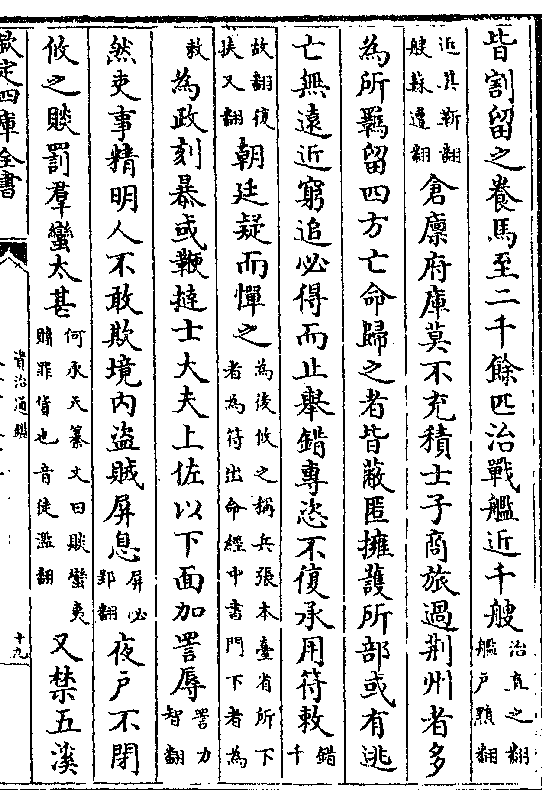 皆割留之養馬至二千餘匹治戰艦近千艘治直之翻艦戶黯翻
近其靳翻艘蘇遭翻倉廩府庫莫不充積士子商旅過荆州者多
為所羈留四方亡命歸之者皆蔽匿擁護所部或有逃
亡無遠近窮追必得而止舉錯專恣不復承用符敕錯千
故翻復扶又翻朝廷疑而憚之為後攸之稱兵張本臺省所下者為符出命經中書門下者為
敕為政刻暴或鞭撻士大夫上佐以下面加詈辱詈力智翻
然吏事精明人不敢欺境内盜賊屏息屏必郢翻夜戶不閉
攸之賧罰羣蠻太甚何承天纂文曰賧蠻夷贖罪貨也音徒濫翻又禁五溪
欽定四庫全書
資治通鑑
十九